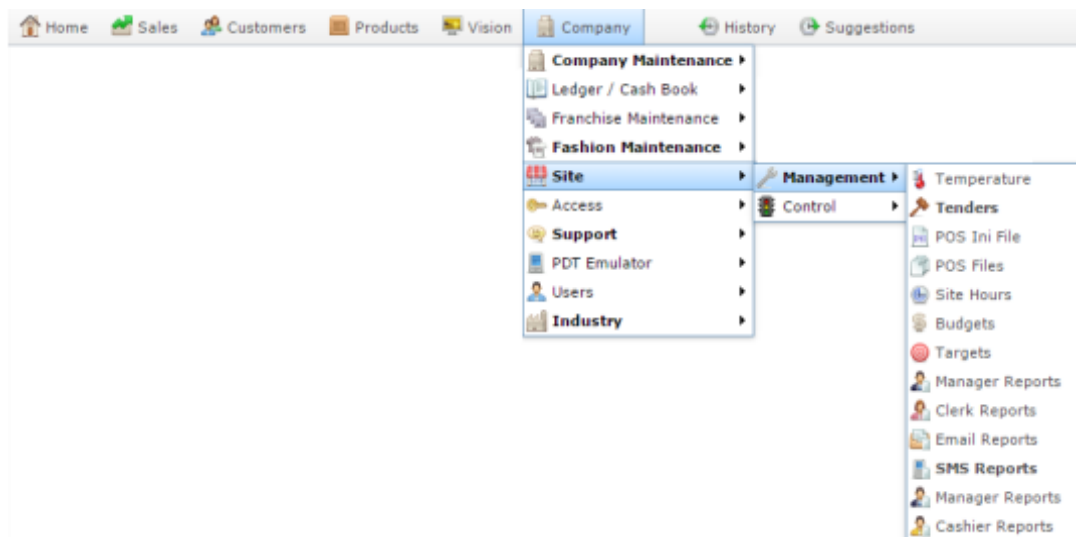 Home Sales Customers Products Vision Company History Suggestions
Company Maintenance
Ledger / Cash Book
Franchise Maintenance
Fashion Maintenance
Site
Access
Support
PDT Emulator
Users
Industry
Management
Control
Temperature
Tenders
POS Ini File
POS Files
Site Hours
Budgets
Targets
Manager Reports
Clerk Reports
Email Reports
SMS Reports
Manager Reports
Cashier Reports